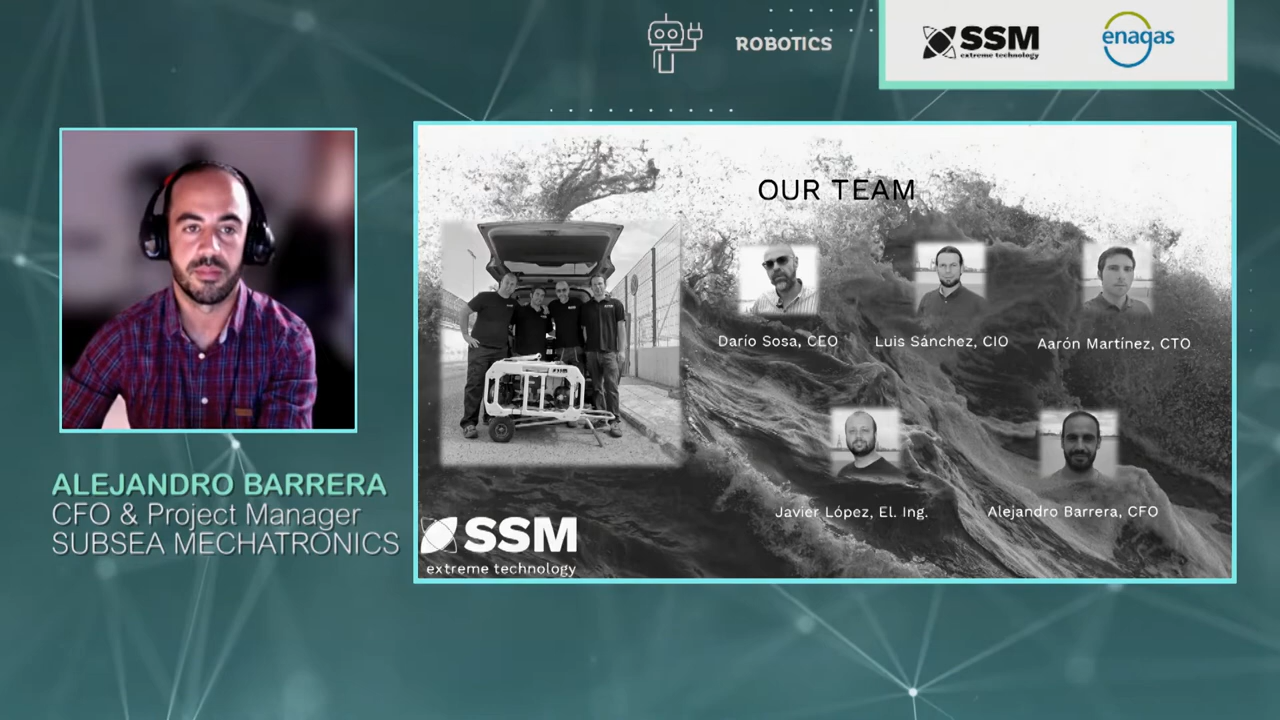 ROBOTICS
SSM
extreme technology
enagas
OUR TEAM
Darío Sosa, CEO
Luis Sánchez, CIO
Aarón Martínez, CTO
Javier López, El. Ing.
Alejandro Barrera, CFO
SSM
extreme technology
ALEJANDRO BARRERA
CFO & Project Manager
SUBSEA MECHATRONICS